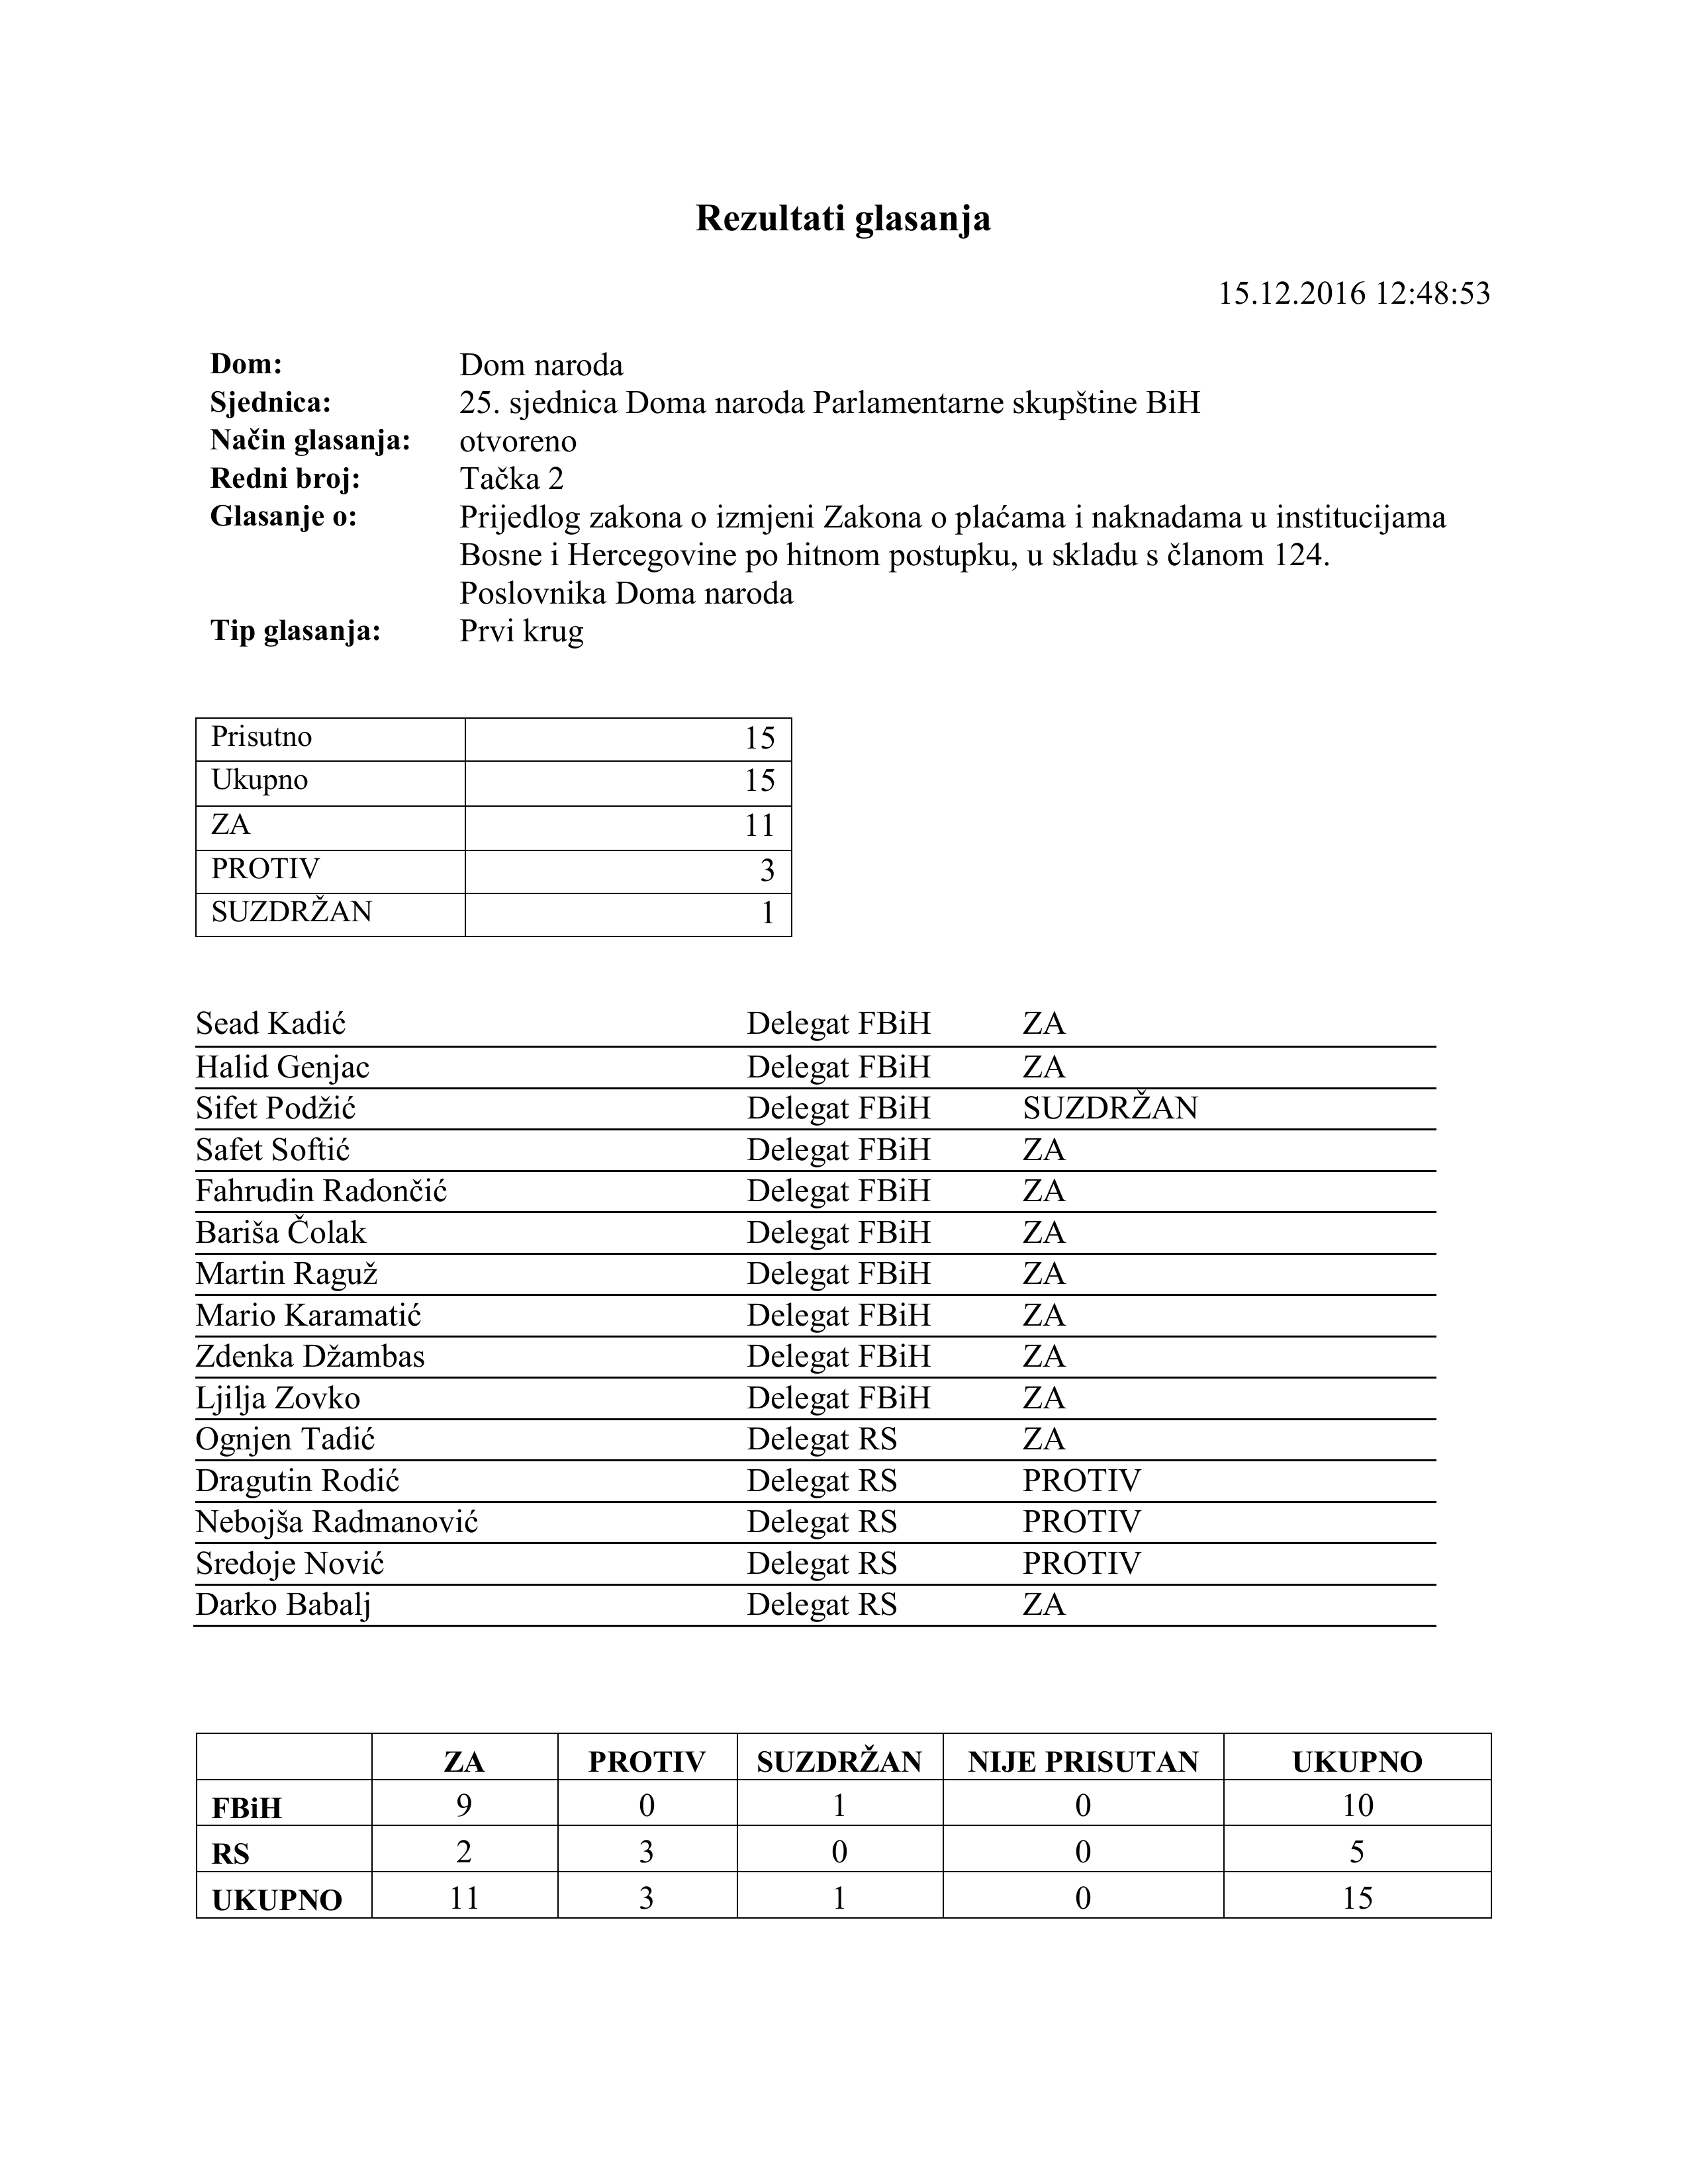 Rezultati glasanja
15.12.2016 12:48:53
Dom: Dom naroda
Sjednica: 25. sjednica Doma naroda Parlamentarne skupštine BiH
Način glasanja: otvoreno
Redni broj: Tačka 2
Glasanje o: Prijedlog zakona o izmjeni Zakona o plaćama i naknadama u institucijama
Bosne i Hercegovine po hitnom postupku, u skladu s članom 124.
Poslovnika Doma naroda
Tip glasanja: Prvi krug
Prisutno 15
Ukupno 15
ZA 11
PROTIV 3
SUZDRŽAN 1
Sead Kadić Delegat FBiH ZA
Halid Genjac Delegat FBiH ZA
Sifet Podžić Delegat FBiH SUZDRŽAN
Safet Softić Delegat FBiH ZA
Fahrudin Radončić Delegat FBiH ZA
Bariša Čolak Delegat FBiH ZA
Martin Raguž Delegat FBiH ZA
Mario Karamatić Delegat FBiH ZA
Zdenka Džambas Delegat FBiH ZA
Ljilja Zovko Delegat FBiH ZA
Ognjen Tadić Delegat RS ZA
Dragutin Rodić Delegat RS PROTIV
Nebojša Radmanović Delegat RS PROTIV
Sredoje Nović Delegat RS PROTIV
Darko Babalj Delegat RS ZA
ZA PROTIV SUZDRŽAN NIJE PRISUTAN UKUPNO
FBiH 9 0 1 0 10
RS 2 3 0 0 5
UKUPNO 11 3 1 0 15